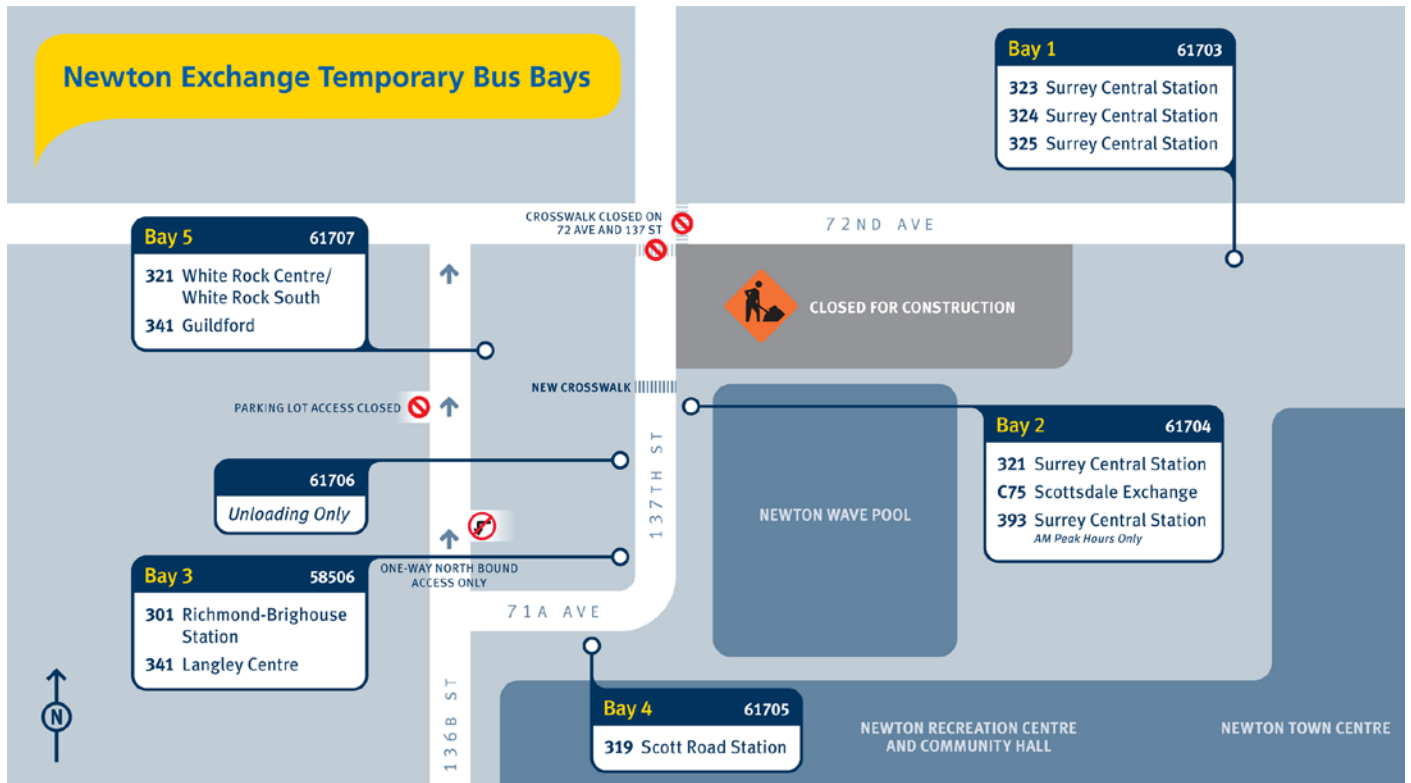 Newton Exchange Temporary Bus Bays
Bay 1 61703
323 Surrey Central Station
324 Surrey Central Station
325 Surrey Central Station
CROSSWALK CLOSED ON
72 AVE AND 137 ST
72ND AVE
Bay 5 61707
321 White Rock Centre/
White Rock South
341 Guildford
CLOSED FOR CONSTRUCTION
NEW CROSSWALK
PARKING LOT ACCESS CLOSED
Bay 2 61704
321 Surrey Central Station
C75 Scottsdale Exchange
393 Surrey Central Station
AM Peak Hours Only
137TH ST
61706
Unloading Only
NEWTON WAVE POOL
ONE-WAY NORTH BOUND
ACCESS ONLY
Bay 3 58506
301 Richmond-Brighouse
Station
341 Langley Centre
71A AVE
136B ST
N
Bay 4 61705
319 Scott Road Station
NEWTON RECREATION CENTRE
AND COMMUNITY HALL
NEWTON TOWN CENTRE